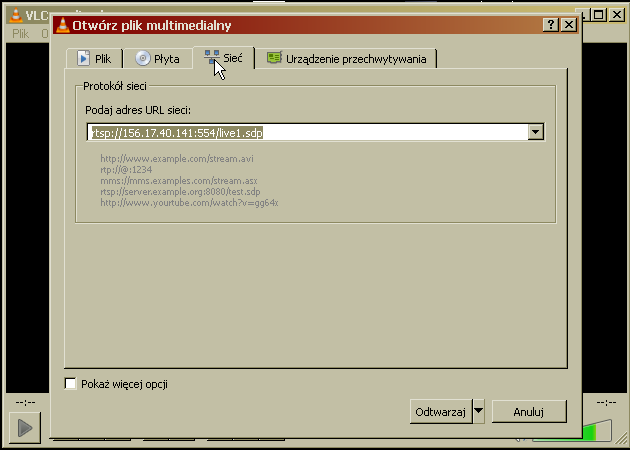 VLC
Otwórz plik multimedialny
Plik
Plik
Płyta
Sieć
Urządzenie przechwytywania
Protokół sieci
Podaj adres URL sieci:
rtsp://156.17.40.141:554/live1.sdp
http://www.example.com/stream.avi
rtp://@:1234
mms://mms.examples.com/stream.asx
rtsp://server.example.org:8080/test.sdp
http://www.yourtube.com/watch?v=gg64x
Pokaż więcej opcji
--:--
--:--
Odtwarzaj
Anuluj